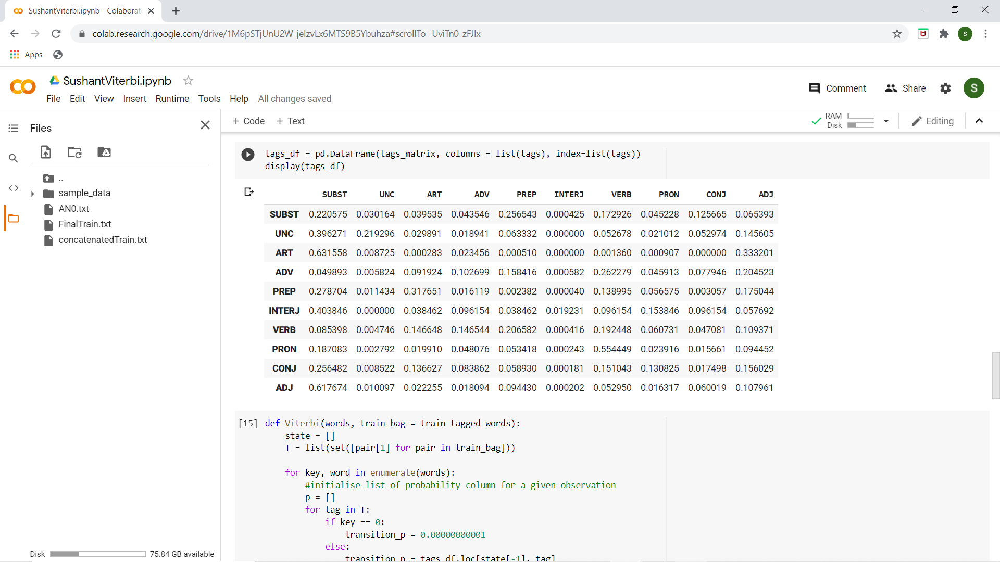 SushantViterbi.ipynb - Colaborat
colab.research.google.com/drive/1M6pSTjUnU2W-jeIzvLx6MTS9B5Ybuhza#scrollTo=UviTn0-zFJlx
S
Apps
SushantViterbi.ipynb
File Edit View Insert Runtime Tools Help All changes saved
Comment Share S
Files
+ Code + Text
RAM
Disk
Editing
..
sample_data
AN0.txt
FinalTrain.txt
concatenatedTrain.txt
Disk 75.84 GB available
tags_df = pd.DataFrame(tags_matrix, columns = list(tags), index=list(tags))
display(tags_df)
SUBST UNC ART ADV PREP INTERJ VERB PRON CONJ ADJ
SUBST 0.220575 0.030164 0.039535 0.043546 0.256543 0.000425 0.172926 0.045228 0.125665 0.065393
UNC 0.396271 0.219296 0.029891 0.018941 0.063332 0.000000 0.052678 0.021012 0.052974 0.145605
ART 0.631558 0.008725 0.000283 0.023456 0.000510 0.000000 0.001360 0.000907 0.000000 0.333201
ADV 0.049893 0.005824 0.091924 0.102699 0.158416 0.000582 0.262279 0.045913 0.077946 0.204523
PREP 0.278704 0.011434 0.317651 0.016119 0.002382 0.000040 0.138995 0.056575 0.003057 0.175044
INTERJ 0.403846 0.000000 0.038462 0.096154 0.038462 0.019231 0.096154 0.153846 0.096154 0.057692
VERB 0.085398 0.004746 0.146648 0.146544 0.206582 0.000416 0.192448 0.060731 0.047081 0.109371
PRON 0.187083 0.002792 0.019910 0.048076 0.053418 0.000243 0.554449 0.023916 0.015661 0.094452
CONJ 0.256482 0.008522 0.136627 0.083862 0.058930 0.000181 0.151043 0.130825 0.017498 0.156029
ADJ 0.617674 0.010097 0.022255 0.018094 0.094430 0.000202 0.052950 0.016317 0.060019 0.107961
[15] def Viterbi(words, train_bag = train_tagged_words):
state = []
T = list(set([pair[1] for pair in train_bag]))
for key, word in enumerate(words):
#initialise list of probability column for a given observation
p = []
for tag in T:
if key == 0:
transition_p = 0.00000000001
else:
transition_p = tags_df.loc[state[-1], tag]